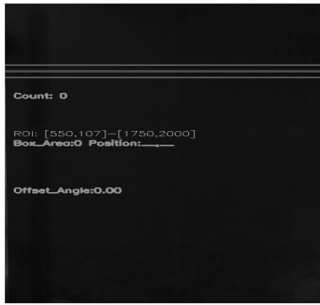 Count: 0
ROI: [550,107]-[1750,2000]
Box_Area:0 Position:__,__
Offset_Angle:0.00